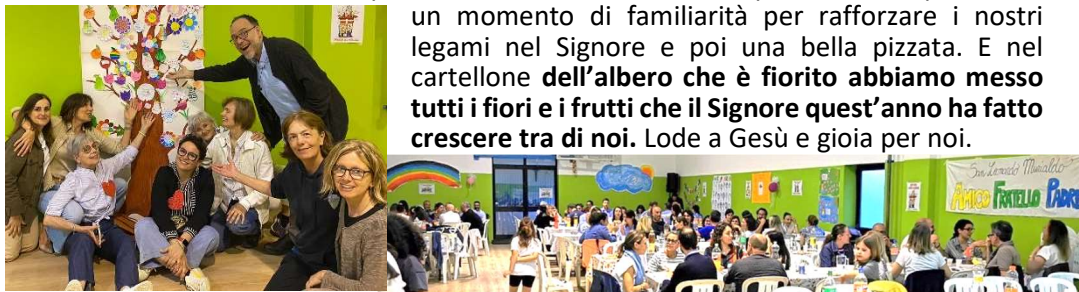 un momento di familiarità per rafforzare i nostri
legami nel Signore e poi una bella pizzata. E nel
cartellone dell’albero che è fiorito abbiamo messo
tutti i fiori e i frutti che il Signore quest’anno ha fatto
crescere tra di noi. Lode a Gesù e gioia per noi.
San Leonardo Murialdo
AMICO FRATELLO PADRE